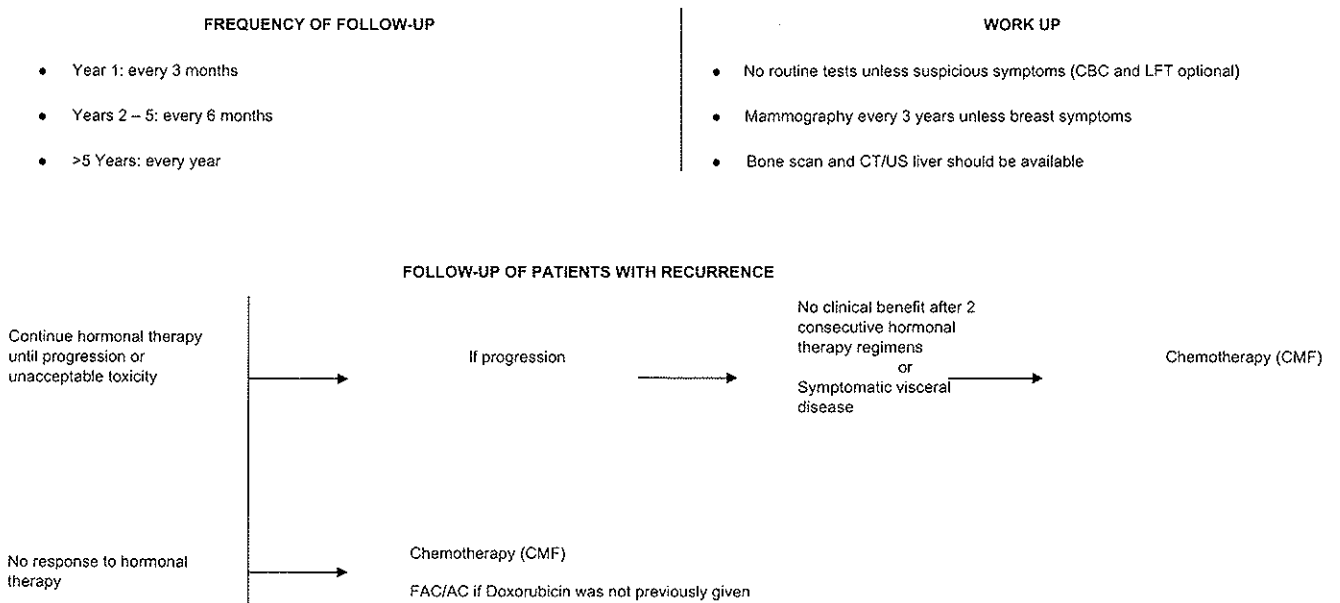 FREQUENCY OF FOLLOW-UP
• Year 1: every 3 months
• Years 2 – 5: every 6 months
• >5 Years: every year
WORK UP
• No routine tests unless suspicious symptoms (CBC and LFT optional)
• Mammography every 3 years unless breast symptoms
• Bone scan and CT/US liver should be available
FOLLOW-UP OF PATIENTS WITH RECURRENCE
Continue hormonal therapy
until progression or
unacceptable toxicity
If progression
No clinical benefit after 2
consecutive hormonal
therapy regimens
or
Symptomatic visceral
disease
Chemotherapy (CMF)
No response to hormonal
therapy
Chemotherapy (CMF)
FAC/AC if Doxorubicin was not previously given